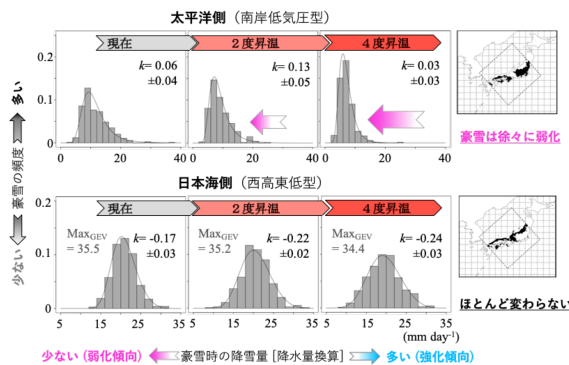 太平洋側（南岸低気圧型）
現在
2度昇温
4度昇温
k= 0.06
±0.04
k= 0.13
±0.05
k= 0.03
±0.03
0.2
0.1
0
0 20 40
0 20 40
0 20 40
豪雪は徐々に弱化
多い
豪雪の頻度
少ない
日本海側（西高東低型）
現在
2度昇温
4度昇温
MaxGEV
= 35.5
k= -0.17
±0.03
MaxGEV
= 35.2
k= -0.22
±0.02
MaxGEV
= 34.4
k= -0.24
±0.03
0.2
0.1
0
5 15 25 35
5 15 25 35
5 15 25 35
(mm day-1)
ほとんど変わらない
少ない（弱化傾向） 豪雪時の降雪量 [降水量換算] 多い（強化傾向）